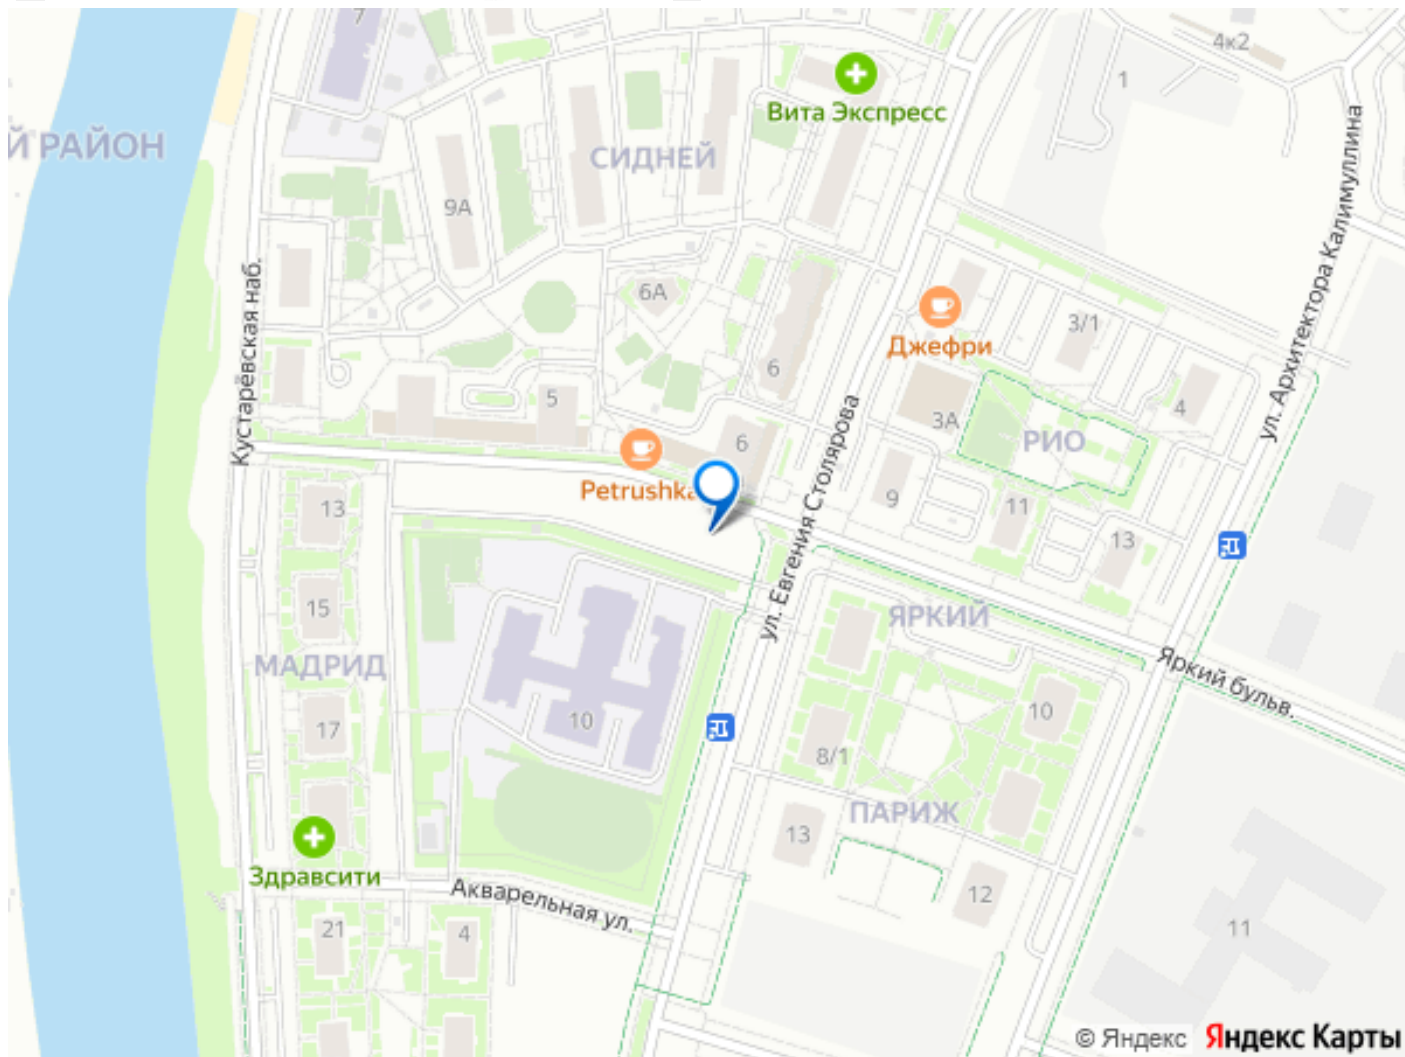 7
4к2
1
Вита Экспресс
Й РАЙОН
СИДНЕЙ
9А
ул. Архитектора Калимуллина
Кустарёвская наб.
6А
3/1
Джефри
6
5
4
3А
РИО
6
ул. Евгения Столярова
Petrushka
9
11
13
13
15
ЯРКИЙ
МАДРИД
Яркий бульв.
10
10
17
8/1
ПАРИЖ
13
Здравсити
Акварельная ул.
12
21
4
11
© Яндекс
Яндекс Карты